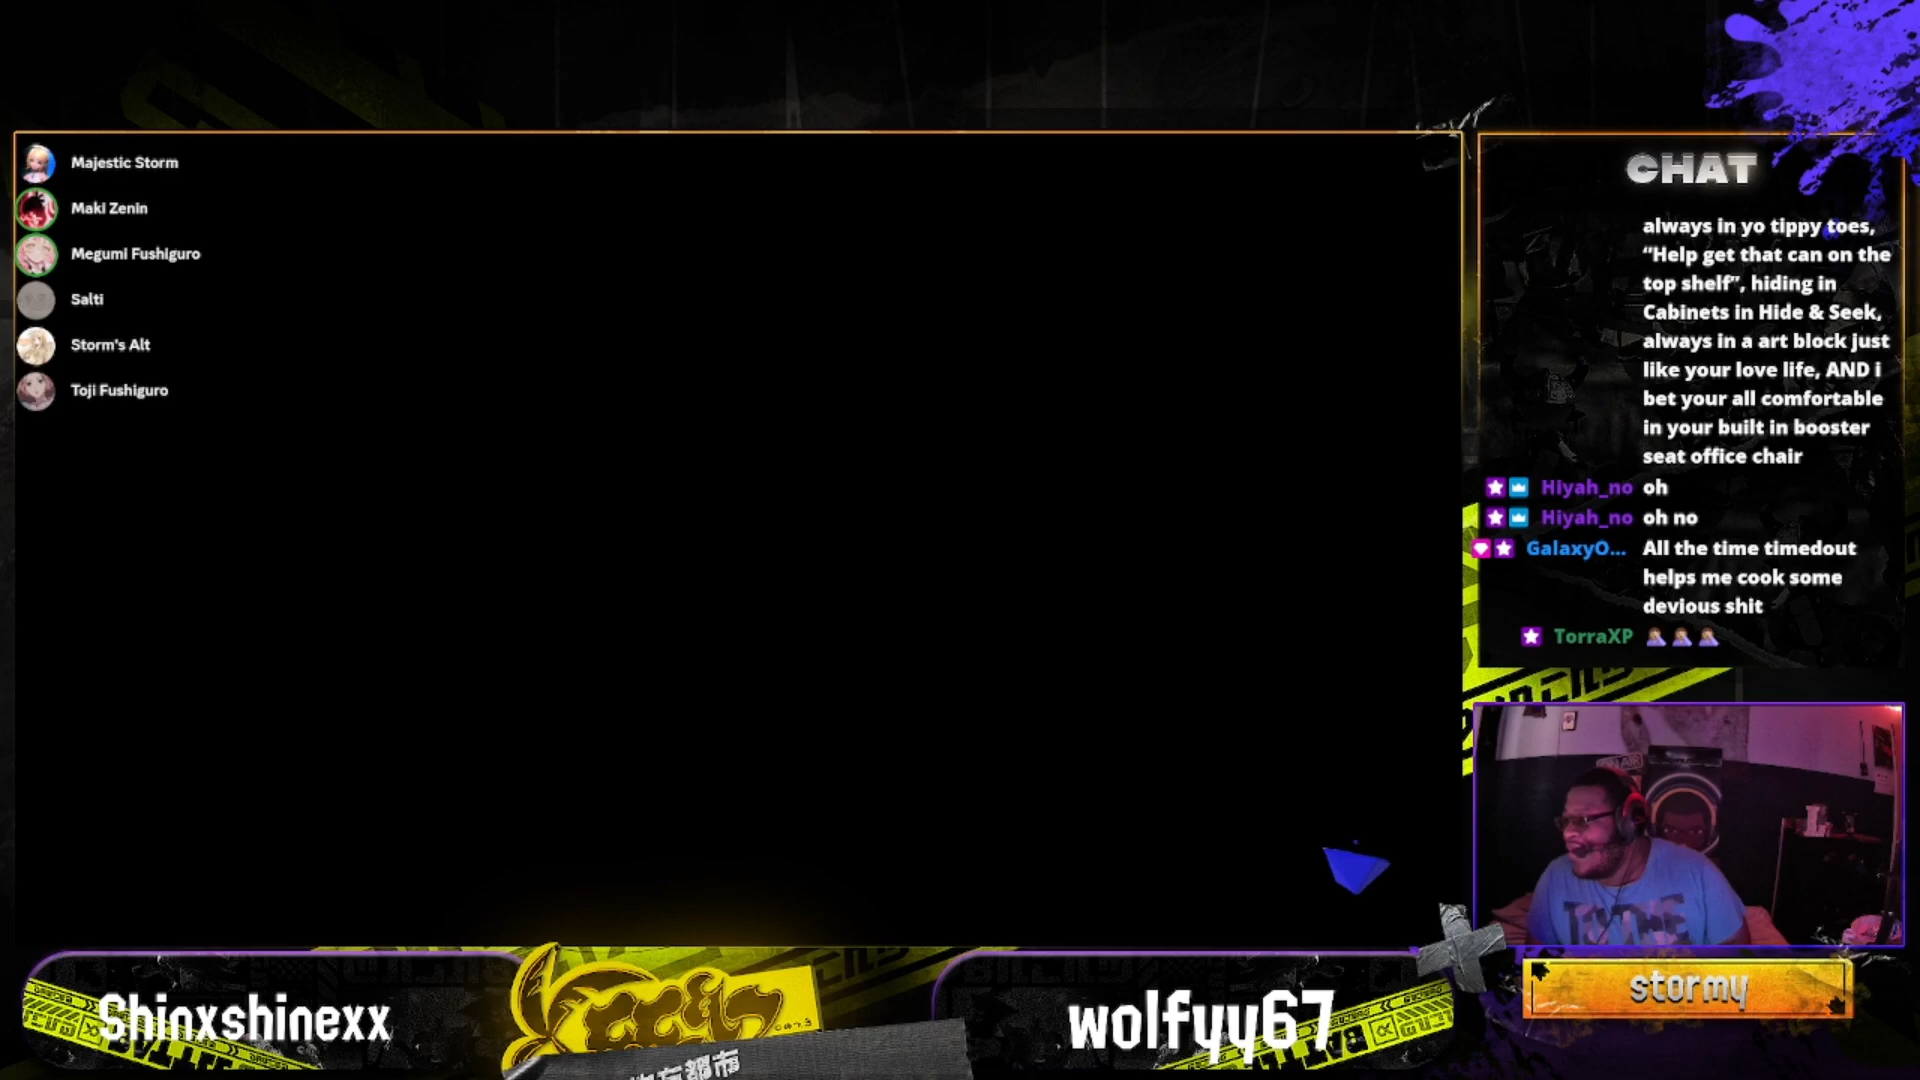 Majestic Storm
Maki Zenin
Megumi Fushiguro
Salti
Storm's Alt
Toji Fushiguro
CHAT
always in yo tippy toes,
“Help get that can on the
top shelf”, hiding in
Cabinets in Hide & Seek,
always in a art block just
like your love life, AND i
bet your all comfortable
in your built in booster
seat office chair
Hiyah_no oh
Hiyah_no oh no
GalaxyO... All the time timedout
helps me cook some
devious shit
TorraXP 🤦🏽‍♀️🤦🏽‍♀️🤦🏽‍♀️
ON AIR
stormy
Shinxshinexx
wolfyy67